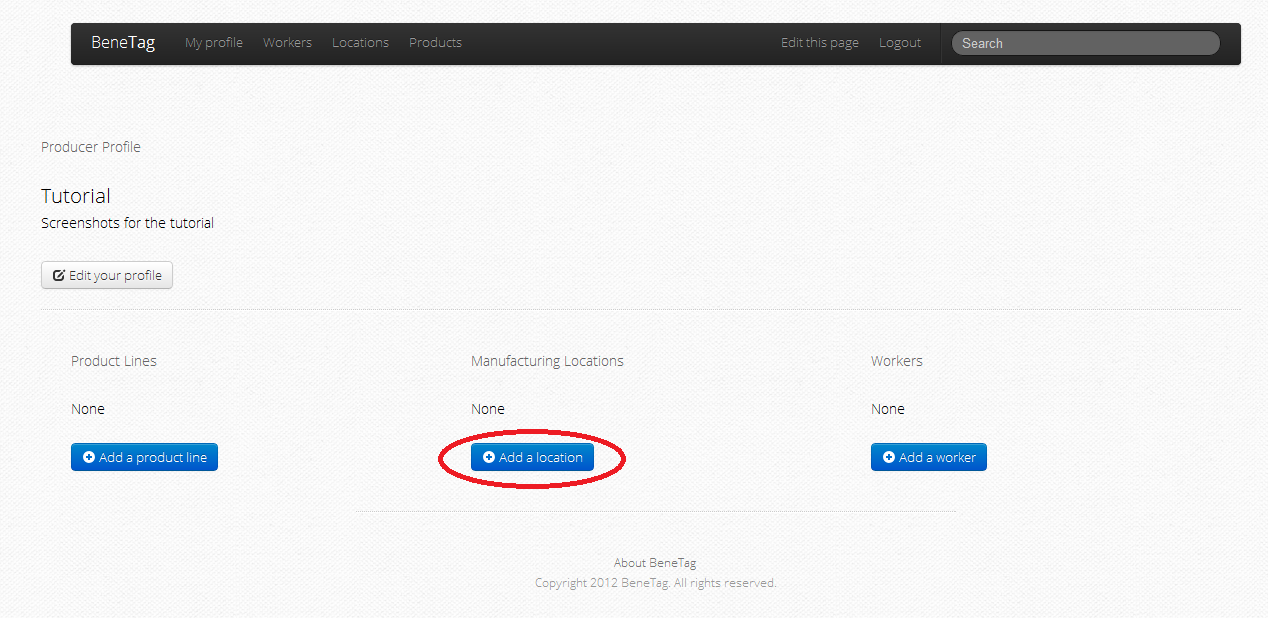 BeneTag My profile Workers Locations Products Edit this page Logout Search
Producer Profile
Tutorial
Screenshots for the tutorial
Edit your profile
Product Lines Manufacturing Locations Workers
None None None
Add a product line Add a location Add a worker
About BeneTag
Copyright 2012 BeneTag. All rights reserved.